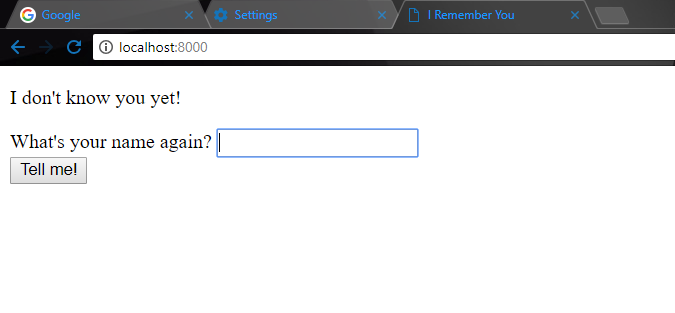 Google Settings I Remember You
localhost:8000
I don't know you yet!
What's your name again?
Tell me!